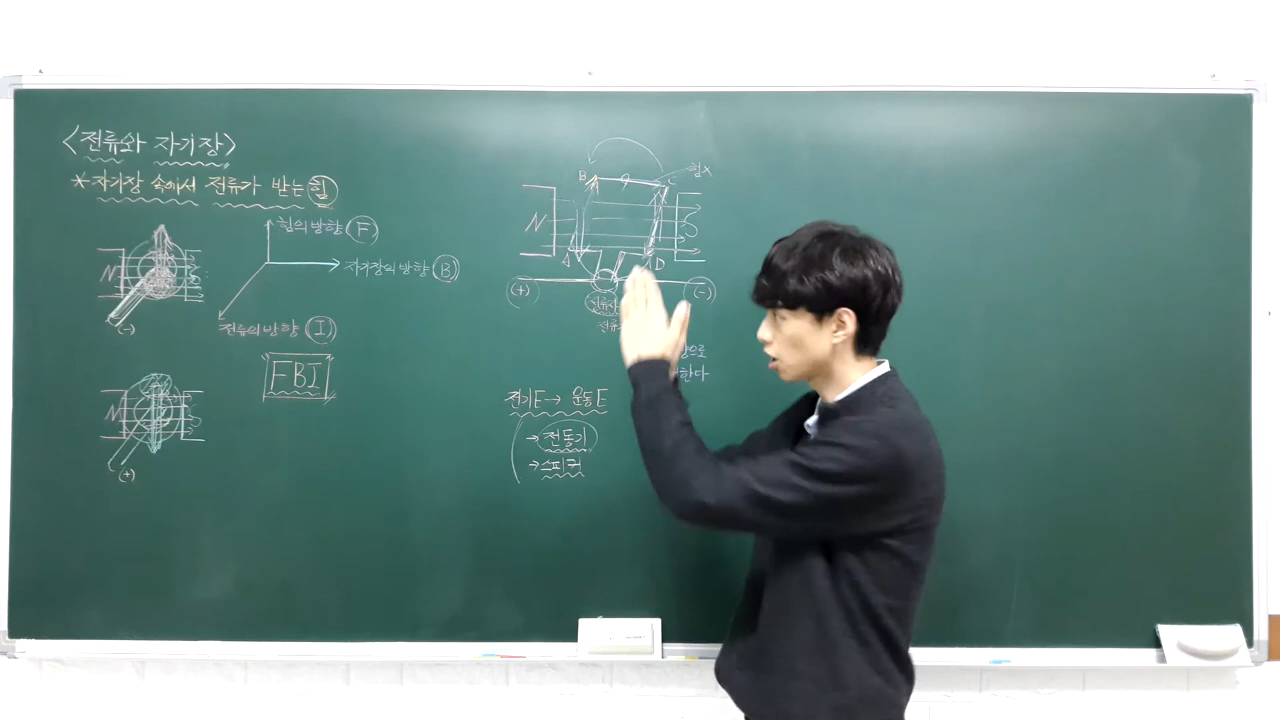 <전류와 자기장>
*자기장 속에서 전류가 받는 힘
힘의 방향 F
N
자기장의 방향 B
(-)
전류의 방향 I
FBI
N
(+)
힘X
B
C
N
S
A
D
(+)
(-)
전류
전기E→운동E
→전동기
→스피커